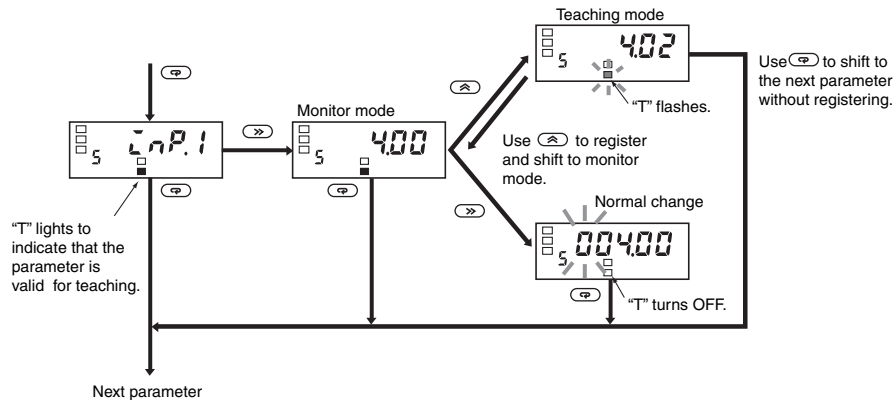 Teaching mode
S 4.02
"T" flashes.
Use to shift to
the next parameter
without registering.
Monitor mode
S inP.1
S 4.00
Use to register
and shift to monitor
mode.
Normal change
S 004.00
"T" turns OFF.
"T" lights to
indicate that the
parameter is
valid for teaching.
Next parameter